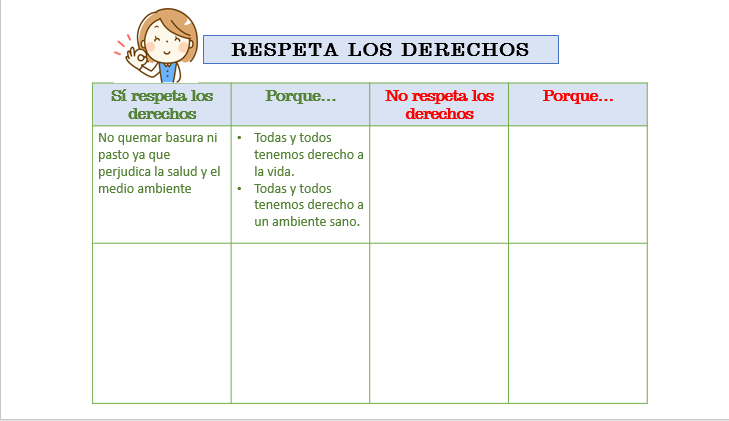 RESPETA LOS DERECHOS
Sí respeta los
derechos
Porque...
No respeta los
derechos
Porque...
No quemar basura ni
pasto ya que
perjudica la salud y el
medio ambiente
• Todas y todos
tenemos derecho a
la vida.
• Todas y todos
tenemos derecho a
un ambiente sano.